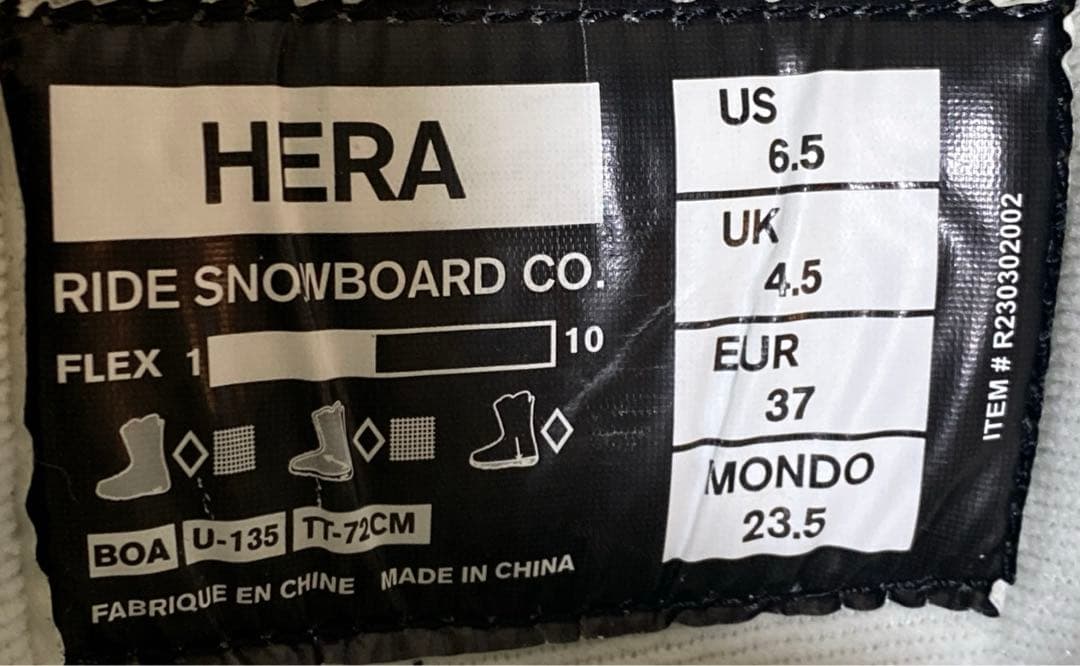 HERA
RIDE SNOWBOARD CO.
FLEX 1 10
BOA U-135 TT-72CM
FABRIQUE EN CHINE MADE IN CHINA
US
6.5
UK
4.5
EUR
37
MONDO
23.5
ITEM # R230302002